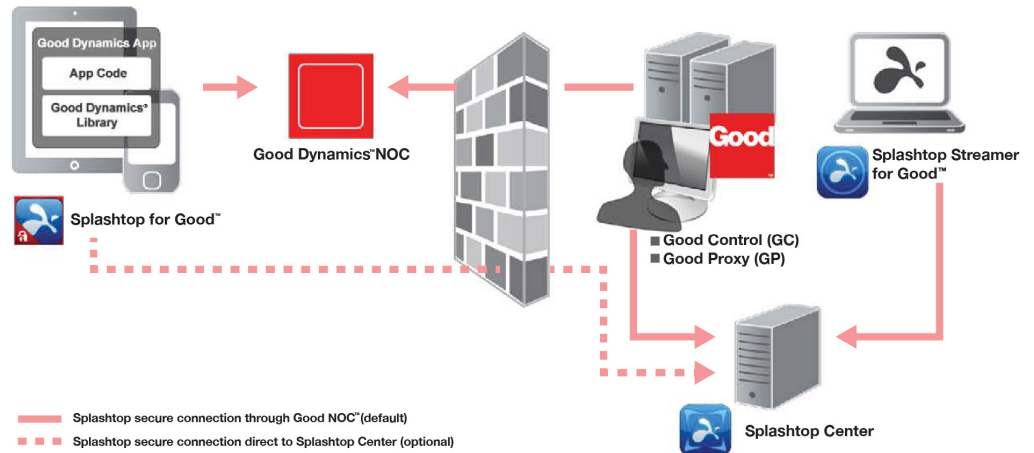 Good Dynamics App
App Code
Good Dynamics®
Library
Splashtop for Good™
Good Dynamics™NOC
Good
Good Control (GC)
Good Proxy (GP)
Splashtop Streamer
for Good™
Splashtop Center
Splashtop secure connection through Good NOC™(default)
Splashtop secure connection direct to Splashtop Center (optional)